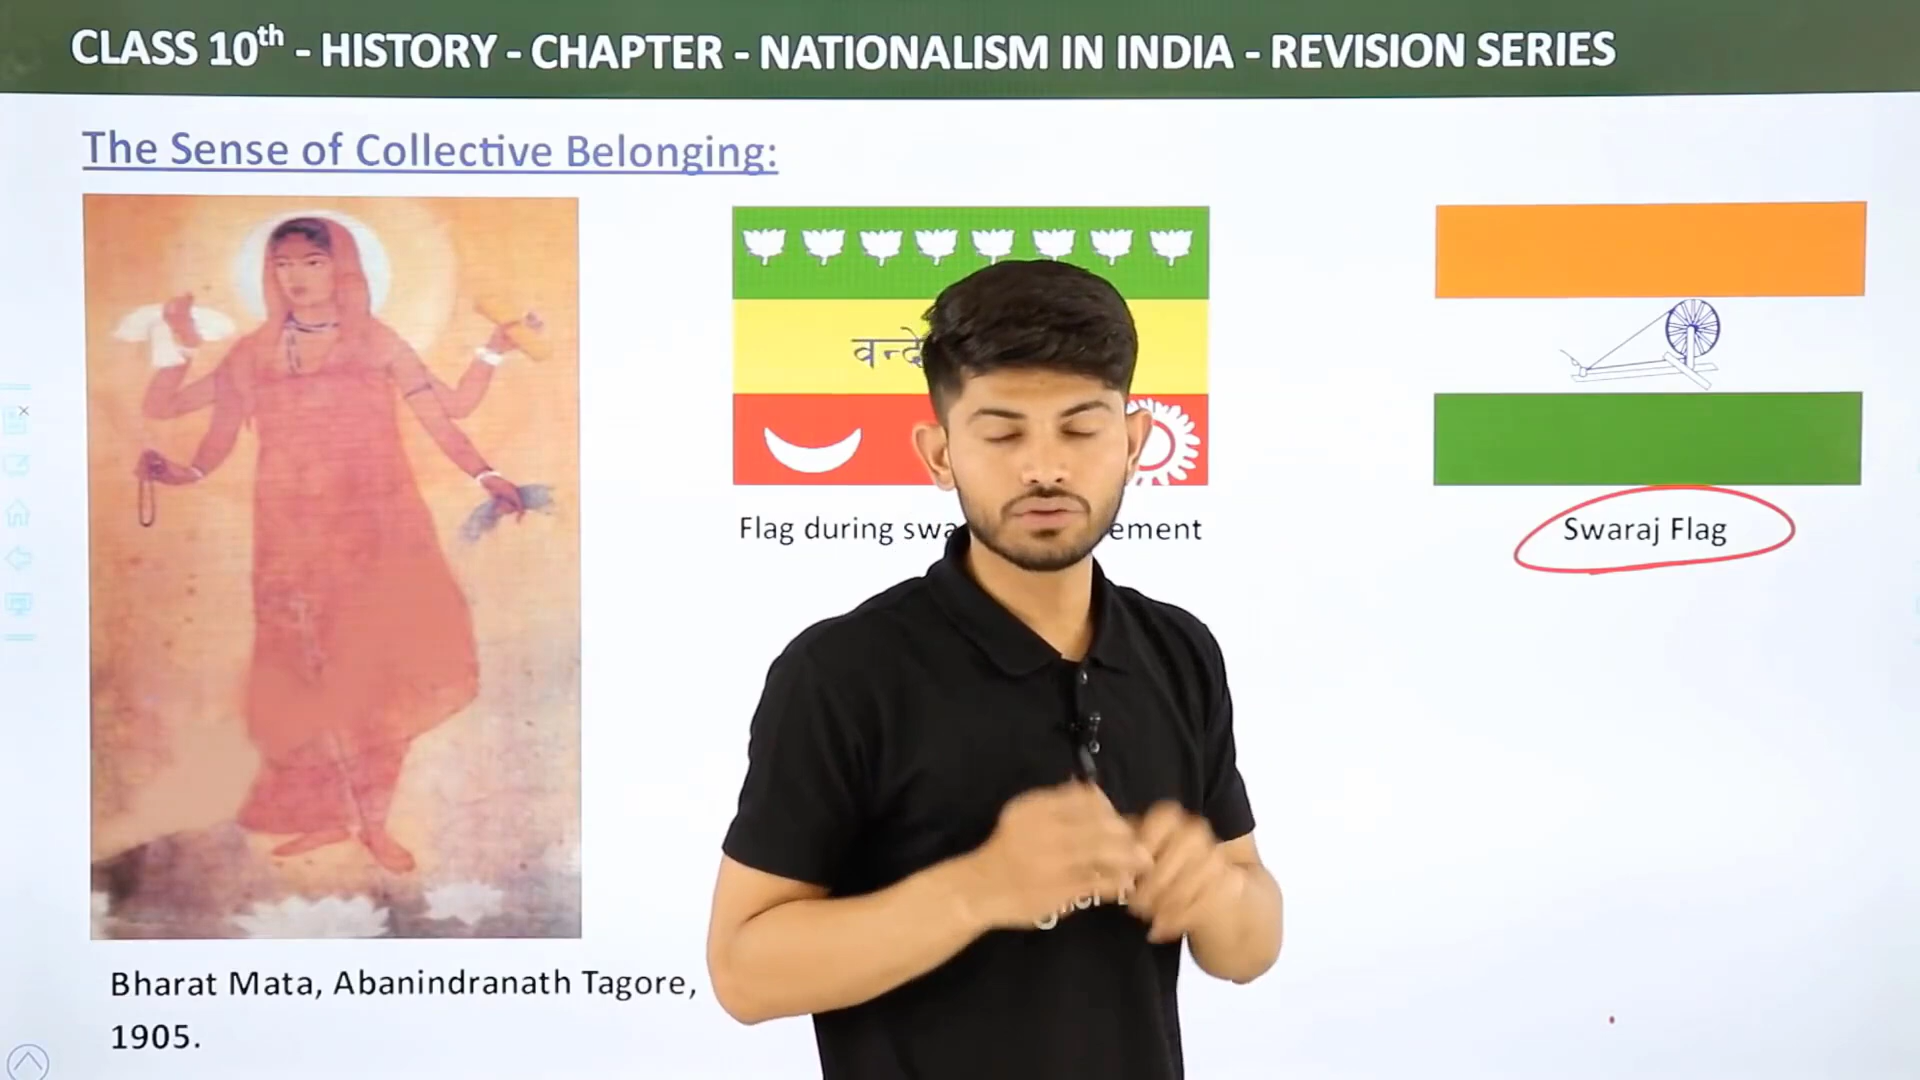 CLASS 10th - HISTORY - CHAPTER - NATIONALISM IN INDIA - REVISION SERIES
The Sense of Collective Belonging:
वन्दे
Flag during
ement
Swaraj Flag
Bharat Mata, Abanindranath Tagore,
1905.